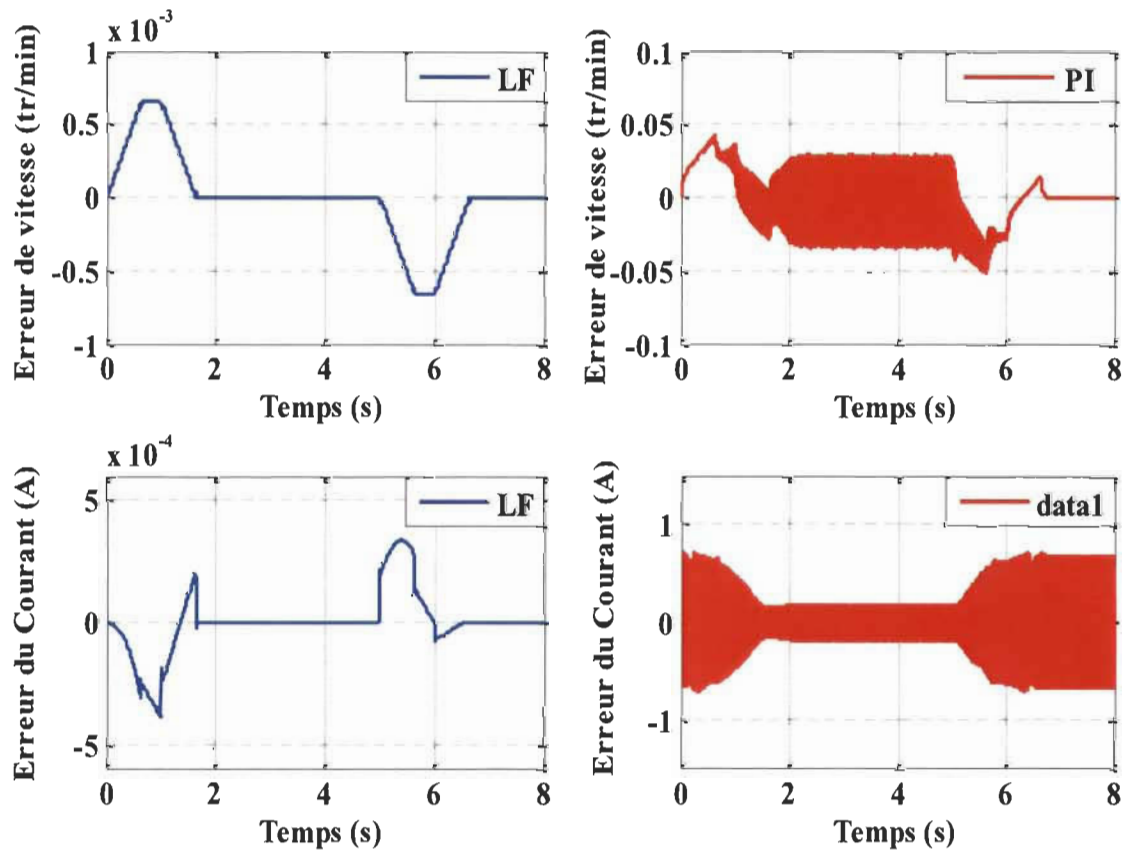 x 10-3
Erreur de vitesse (tr/min)
1
0.5
0
-0.5
-1
LF
0 2 4 6 8
Temps (s)
Erreur de vitesse (tr/min)
0.1
0.05
0
-0.05
-0.1
PI
0 2 4 6 8
Temps (s)
x 10-4
Erreur du Courant (A)
5
0
-5
LF
0 2 4 6 8
Temps (s)
Erreur du Courant (A)
1
0
-1
data1
0 2 4 6 8
Temps (s)